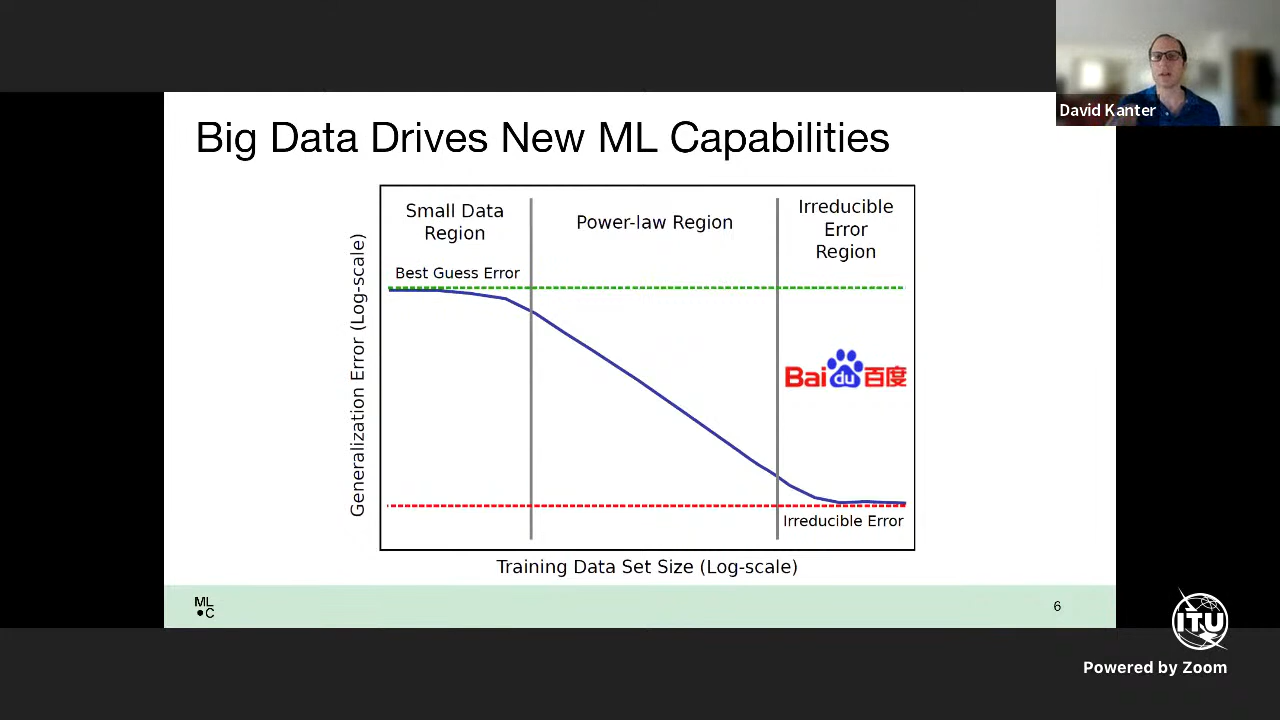 David Kanter
Big Data Drives New ML Capabilities
Small Data
Region
Power-law Region
Irreducible
Error
Region
Best Guess Error
Generalization Error (Log-scale)
Baidu百度
Irreducible Error
Training Data Set Size (Log-scale)
ML
C
6
ITU
Powered by Zoom